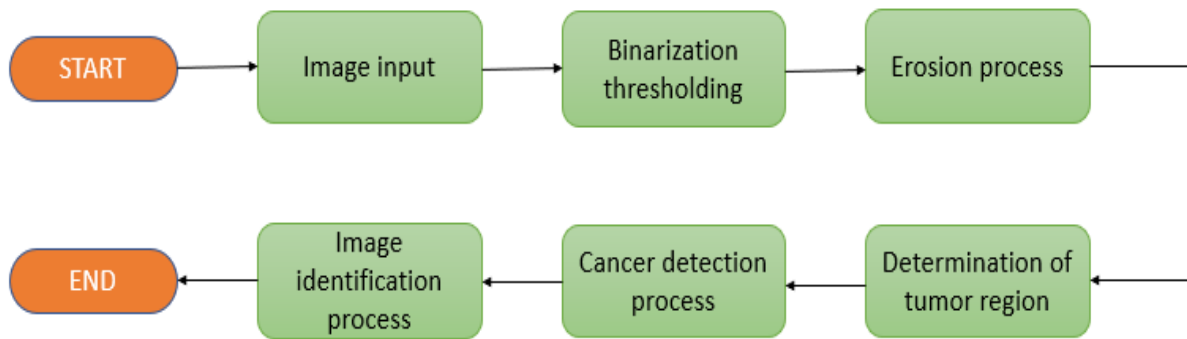 START
Image input
Binarization
thresholding
Erosion process
Determination of
tumor region
Cancer detection
process
Image
identification
process
END